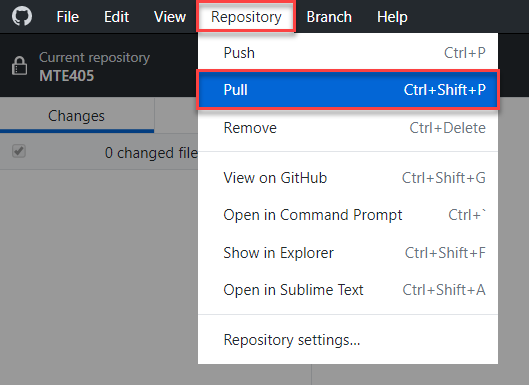 File Edit View Repository Branch Help
Current repository
MTE405
Changes
0 changed file
Push Ctrl+P
Pull Ctrl+Shift+P
Remove Ctrl+Delete
View on GitHub Ctrl+Shift+G
Open in Command Prompt Ctrl+`
Show in Explorer Ctrl+Shift+F
Open in Sublime Text Ctrl+Shift+A
Repository settings...